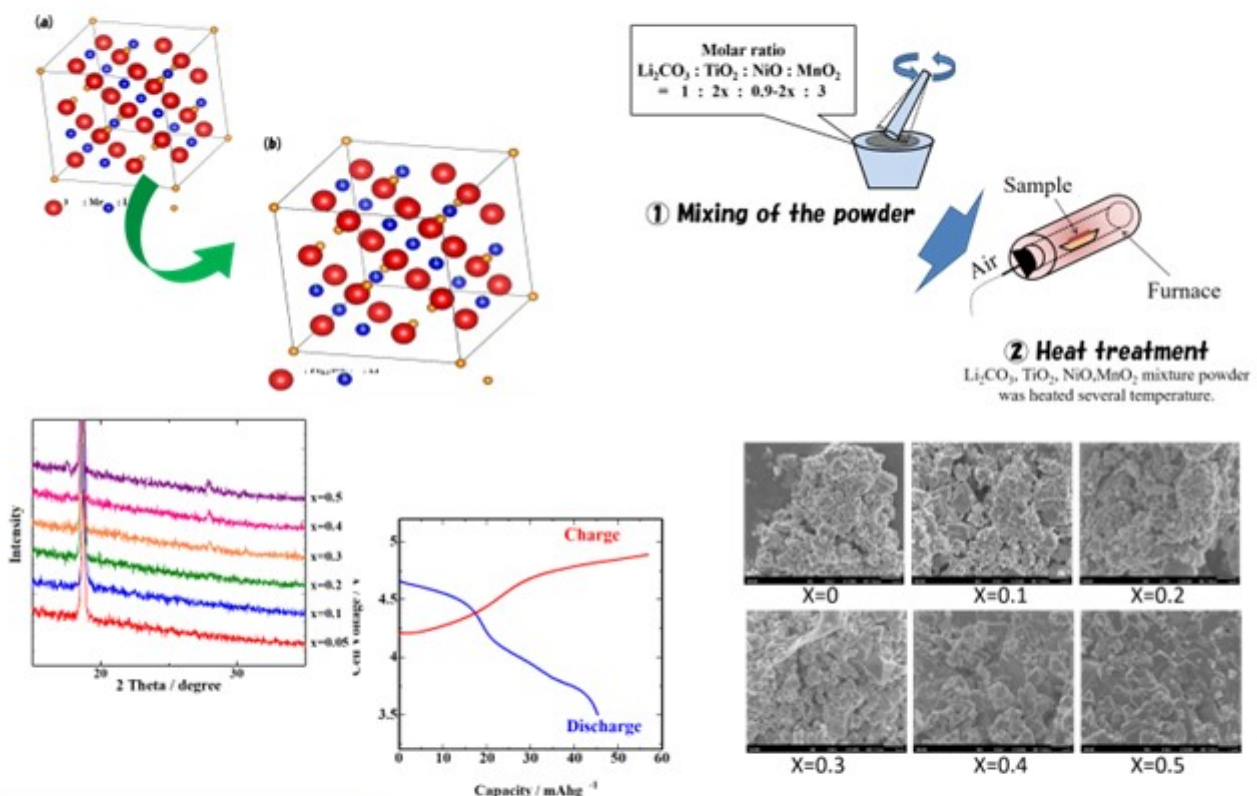 (a)
(b)
Molar ratio
Li₂CO₃ : TiO₂ : NiO : MnO₂
= 1 : 2x : 0.9-2x : 3
① Mixing of the powder
Sample
Air
Furnace
② Heat treatment
Li₂CO₃, TiO₂, NiO,MnO₂ mixture powder
was heated several temperature.
Intensity
x=0.5
x=0.4
x=0.3
x=0.2
x=0.1
x=0.05
20
30
2 Theta / degree
5
4.5
4
3.5
Charge
Discharge
0
10
20
30
40
50
60
Capacity / mAhg ⁻¹
X=0
X=0.1
X=0.2
X=0.3
X=0.4
X=0.5